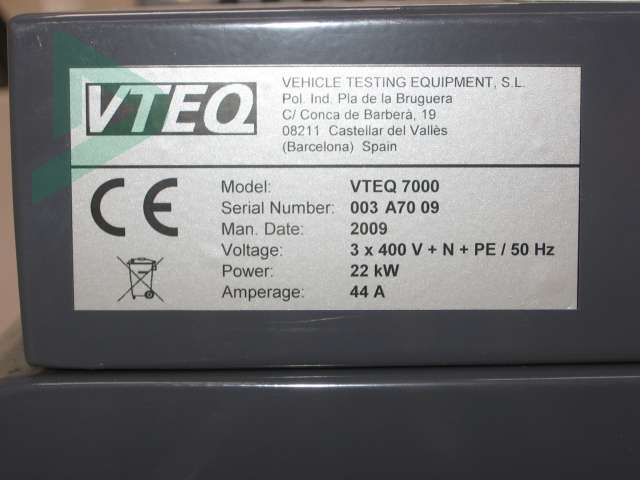 VTEQ
VEHICLE TESTING EQUIPMENT, S.L.
Pol. Ind. Pla de la Bruguera
C/ Conca de Barberà, 19
08211 Castellar del Vallès
(Barcelona) Spain
CE
Model: VTEQ 7000
Serial Number: 003 A70 09
Man. Date: 2009
Voltage: 3 x 400 V + N + PE / 50 Hz
Power: 22 kW
Amperage: 44 A